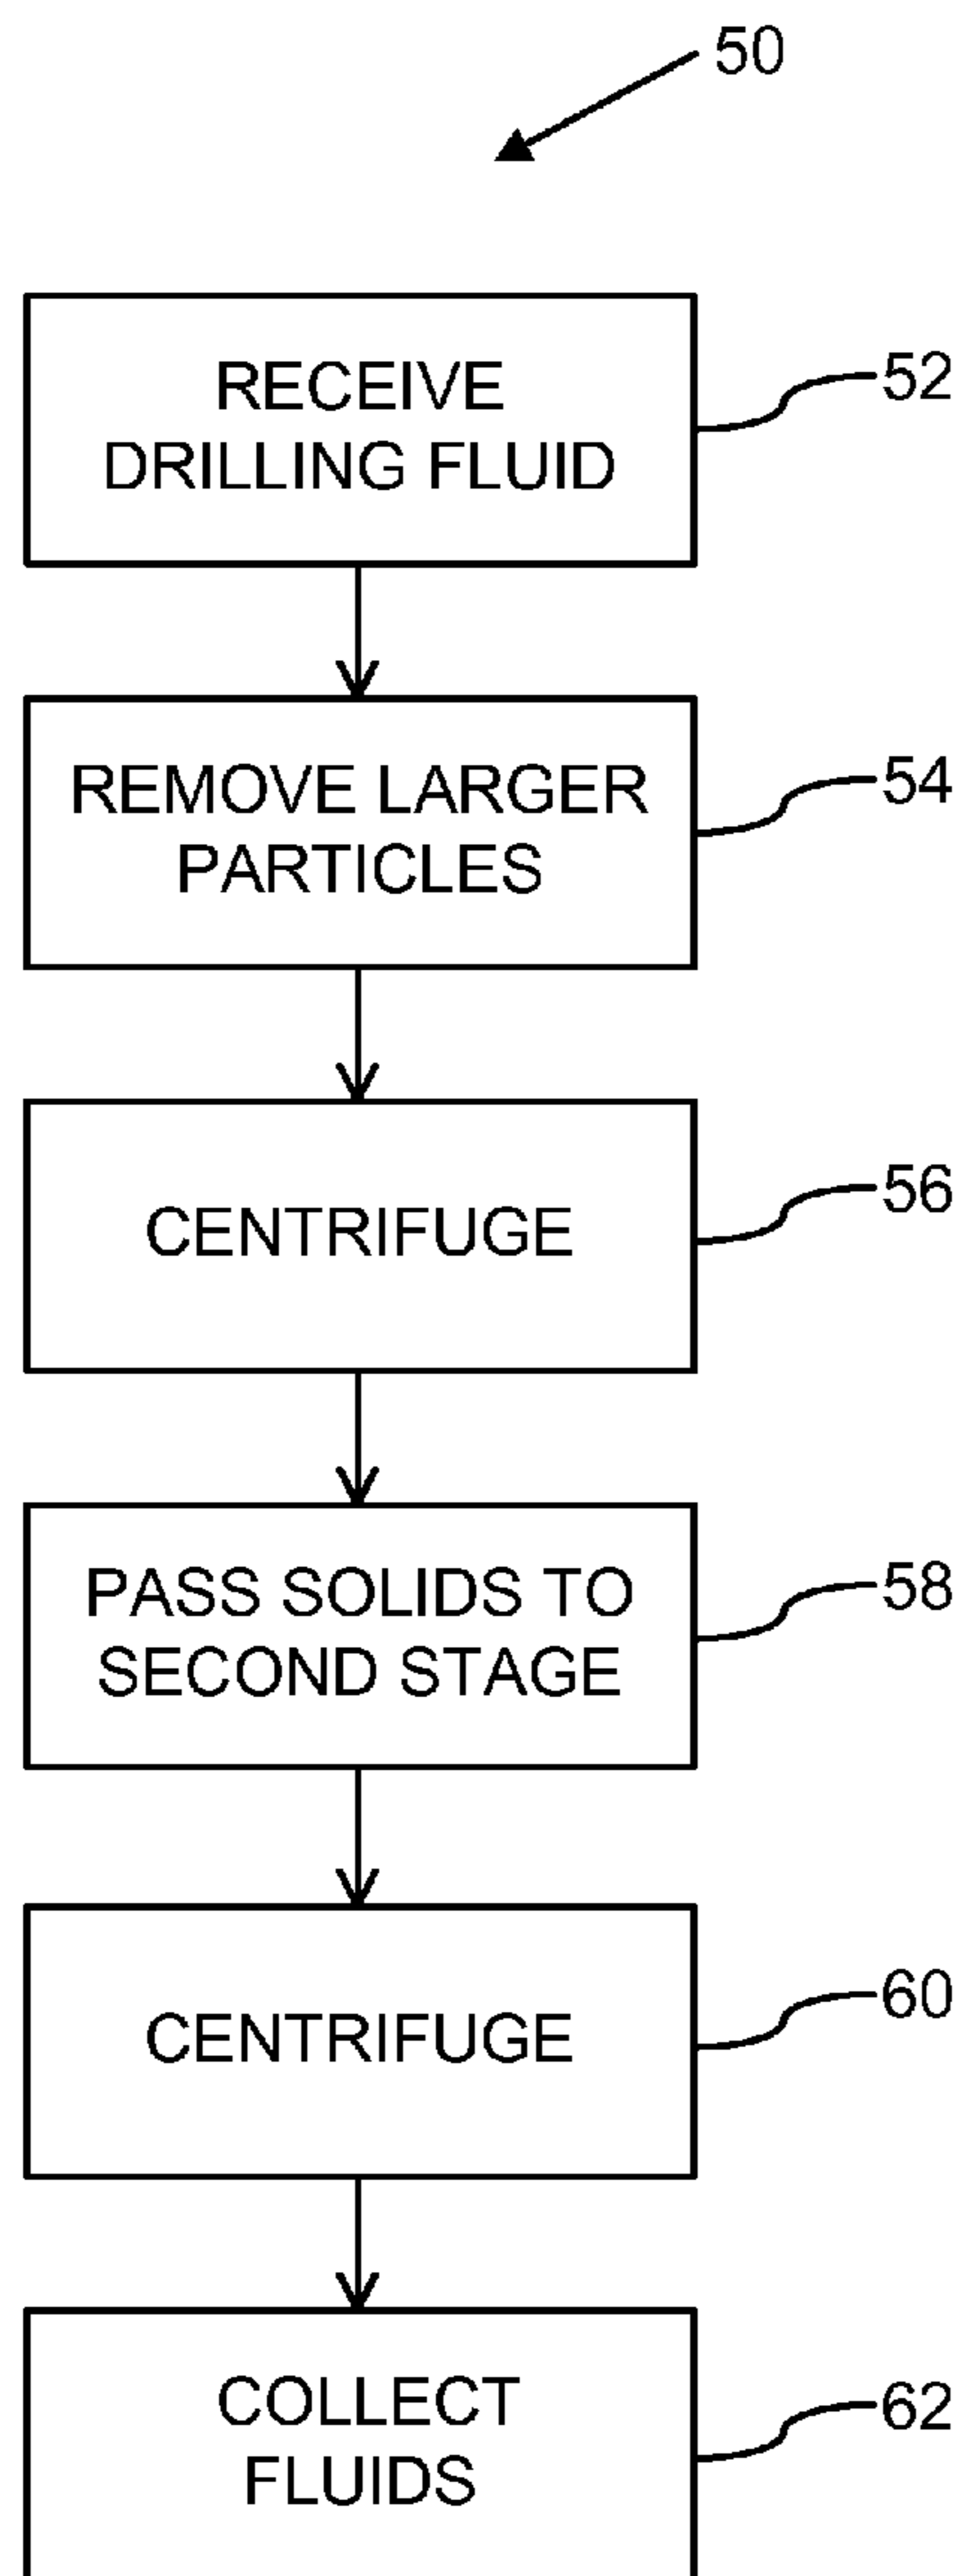 50
RECEIVE
DRILLING FLUID
52
REMOVE LARGER
PARTICLES
54
CENTRIFUGE
56
PASS SOLIDS TO
SECOND STAGE
58
CENTRIFUGE
60
COLLECT
FLUIDS
62